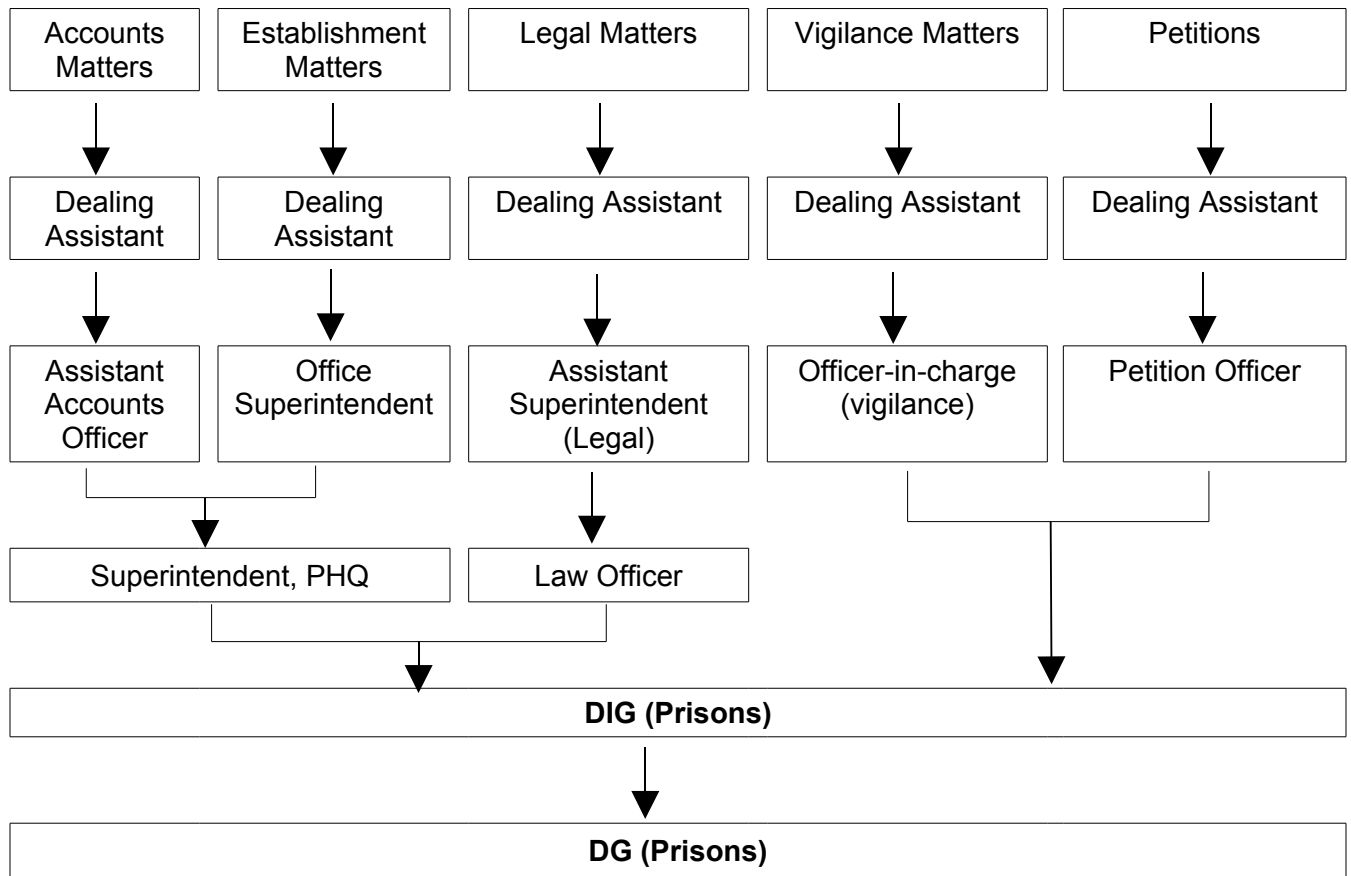 Accounts
Matters
Establishment
Matters
Legal Matters
Vigilance Matters
Petitions
Dealing
Assistant
Dealing
Assistant
Dealing Assistant
Dealing Assistant
Dealing Assistant
Assistant
Accounts
Officer
Office
Superintendent
Assistant
Superintendent
(Legal)
Officer-in-charge
(vigilance)
Petition Officer
Superintendent, PHQ
Law Officer
DIG (Prisons)
DG (Prisons)